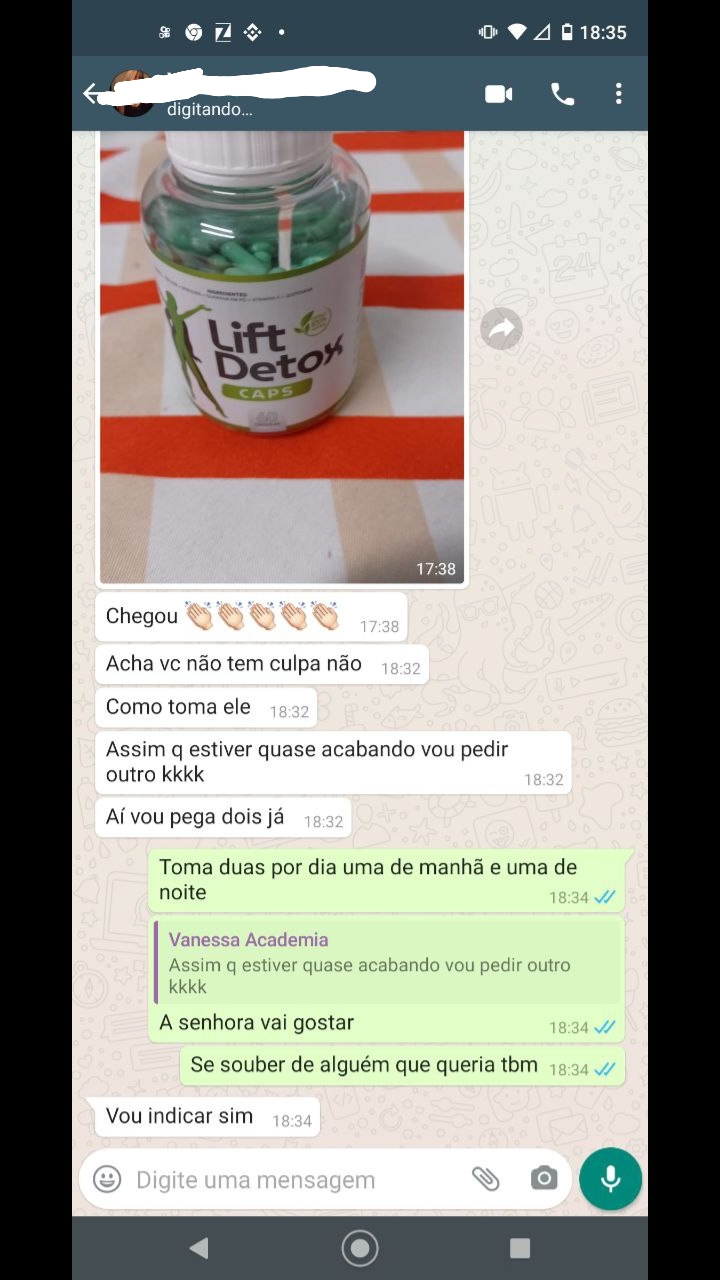 18:35
digitando...
INGREDIENTES
Lift
Detox
CAPS
60
17:38
Chegou 👏🏻👏🏻👏🏻👏🏻👏🏻 17:38
Acha vc não tem culpa não 18:32
Como toma ele 18:32
Assim q estiver quase acabando vou pedir
outro kkkk 18:32
Aí vou pega dois já 18:32
Toma duas por dia uma de manhã e uma de
noite 18:34
Vanessa Academia
Assim q estiver quase acabando vou pedir outro
kkkk
A senhora vai gostar 18:34
Se souber de alguém que queria tbm 18:34
Vou indicar sim 18:34
Digite uma mensagem